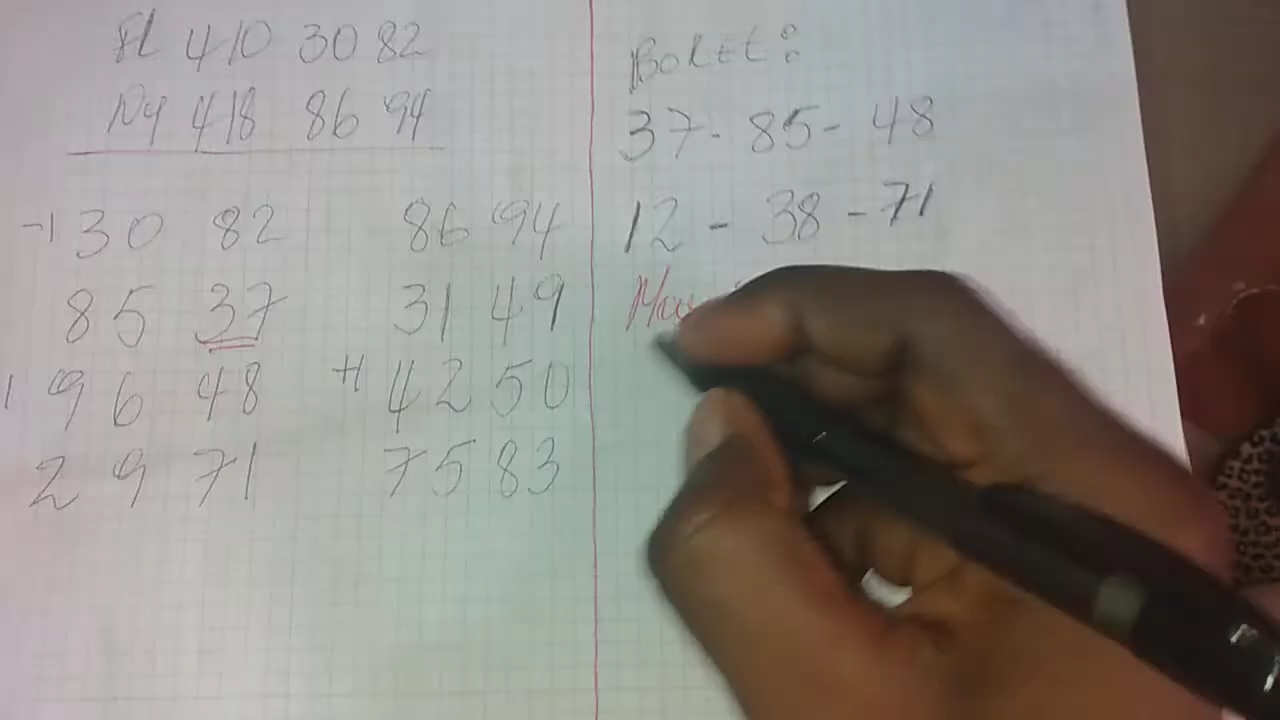 FL 410 30 82
NY 418 86 94
-1 30 82 86 94
85 37 31 49
1 96 48 +1 42 50
29 71 75 83
BOLET:
37-85-48
12-38-71